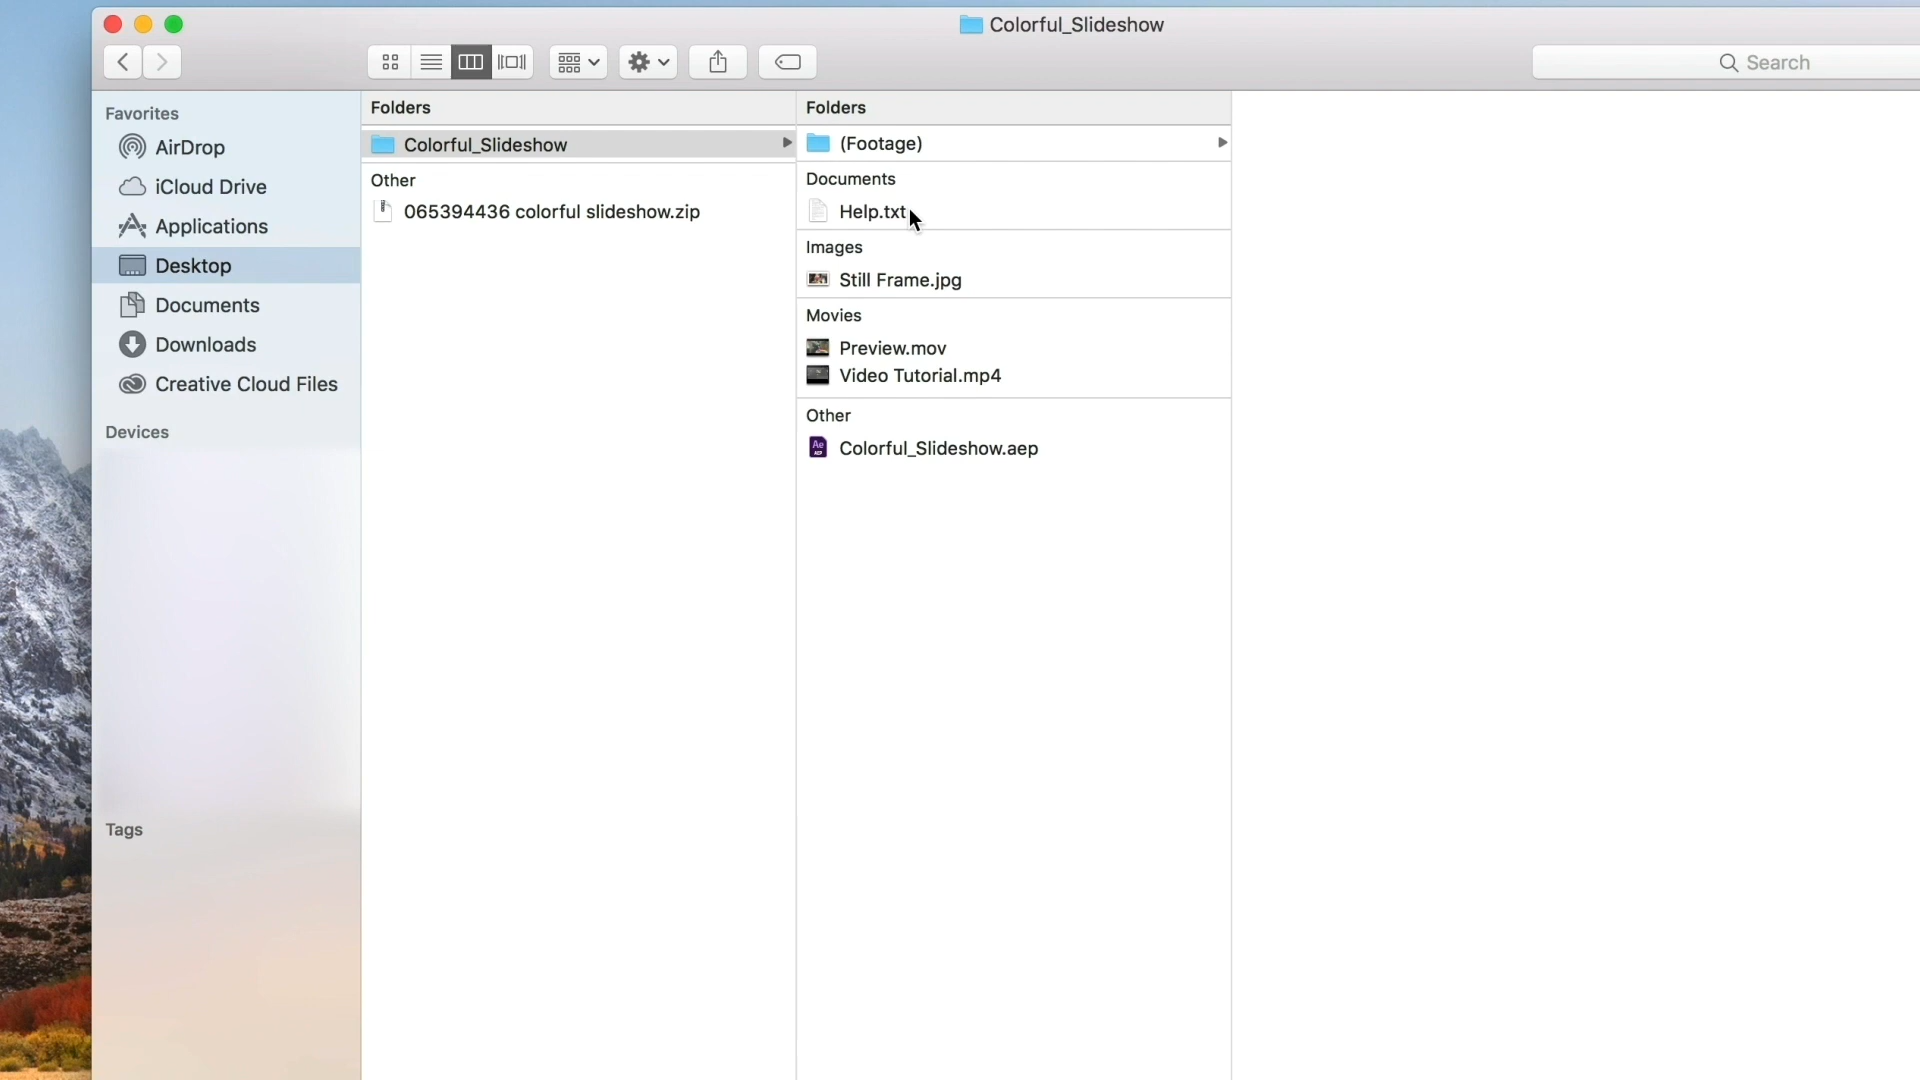 Colorful_Slideshow
Search
Favorites
AirDrop
iCloud Drive
Applications
Desktop
Documents
Downloads
Creative Cloud Files
Devices
Tags
Folders
Colorful_Slideshow
Other
065394436 colorful slideshow.zip
Folders
(Footage)
Documents
Help.txt
Images
Still Frame.jpg
Movies
Preview.mov
Video Tutorial.mp4
Other
Ae
AEP
Colorful_Slideshow.aep